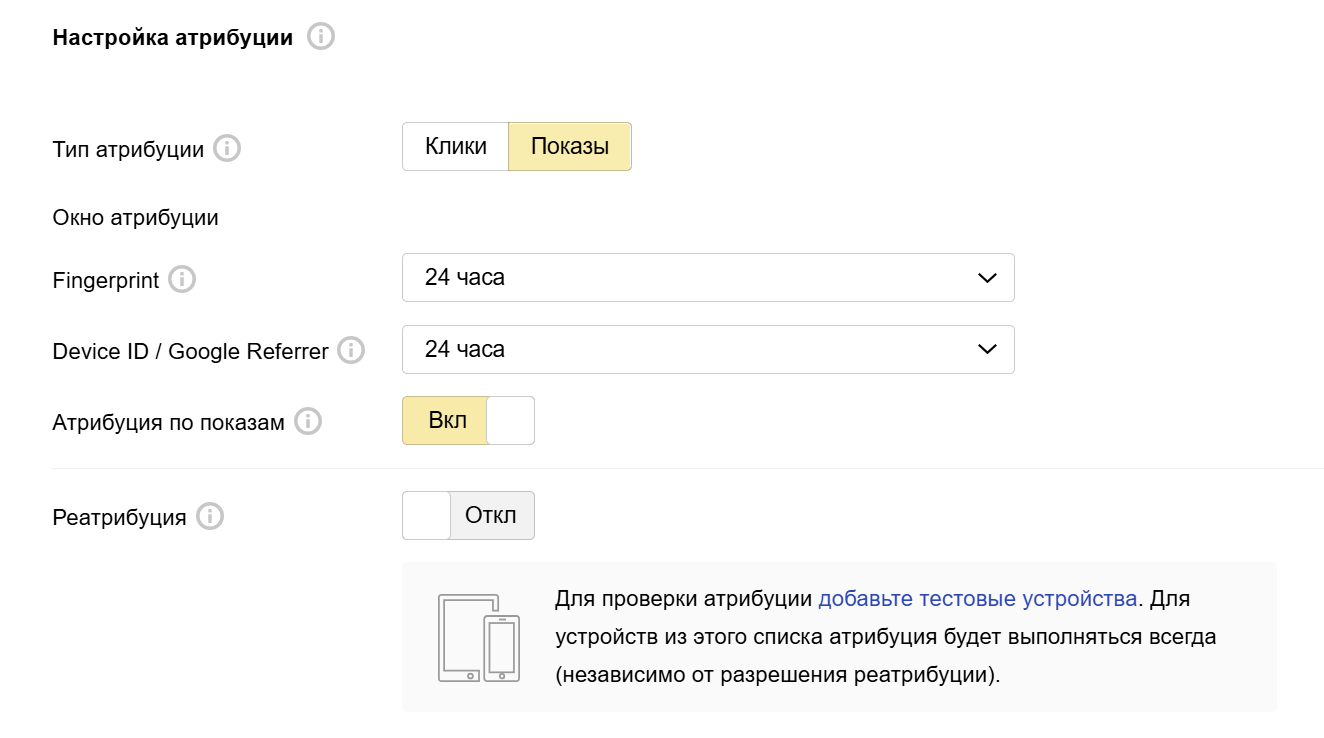 Настройка атрибуции
Тип атрибуции
Клики
Показы
Окно атрибуции
Fingerprint
24 часа
Device ID / Google Referrer
24 часа
Атрибуция по показам
Вкл
Реатрибуция
Откл
Для проверки атрибуции добавьте тестовые устройства. Для
устройств из этого списка атрибуция будет выполняться всегда
(независимо от разрешения реатрибуции).